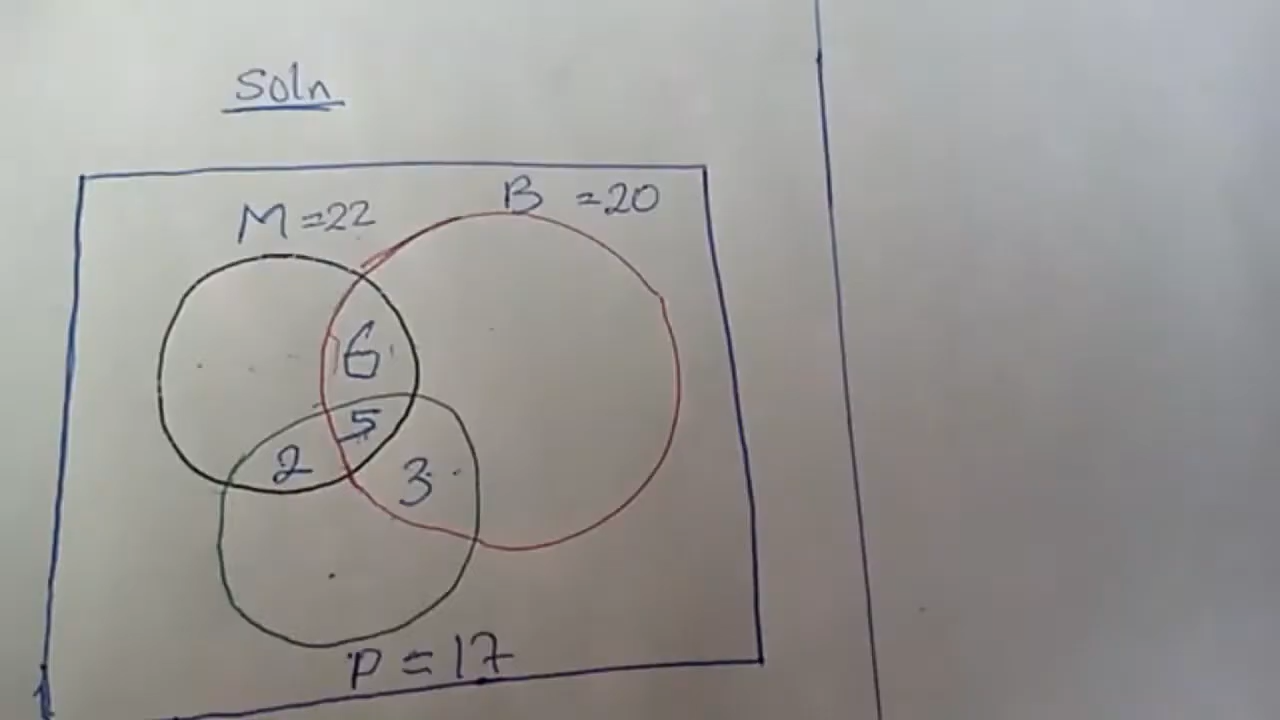 Soln
M = 22
B = 20
6
5
2
3
P = 17